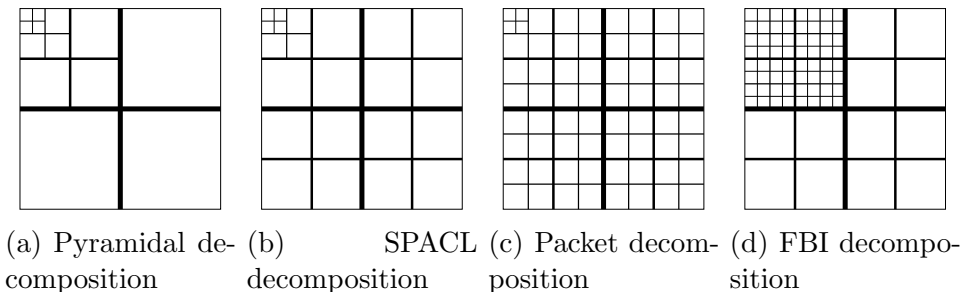 (a) Pyramidal de-
composition
(b) SPACL
decomposition
(c) Packet decom-
position
(d) FBI decompo-
sition